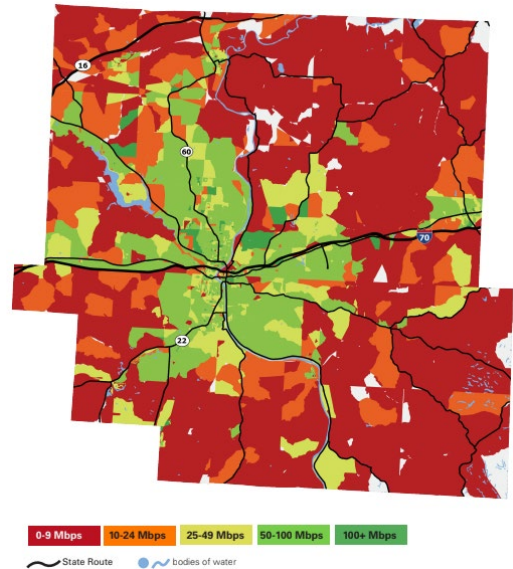 16
60
70
22
0-9 Mbps 10-24 Mbps 25-49 Mbps 50-100 Mbps 100+ Mbps
State Route bodies of water